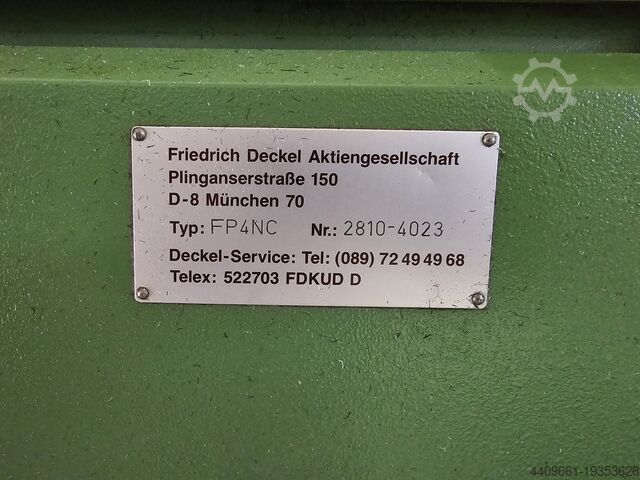 Friedrich Deckel Aktiengesellschaft
Plinganserstraße 150
D-8 München 70
Typ: FP4NC Nr.: 2810-4023
Deckel-Service: Tel: (089) 72 49 49 68
Telex: 522703 FDKUD D
4409661-19353628